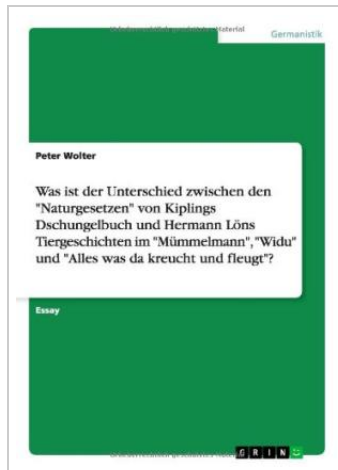 Germanistik
Peter Wolter
Was ist der Unterschied zwischen den
"Naturgesetzen" von Kiplings
Dschungelbuch und Hermann Löns
Tiergeschichten im "Mümmelmann", "Widu"
und "Alles was da kreucht und fleugt"?
Essay
GRIN